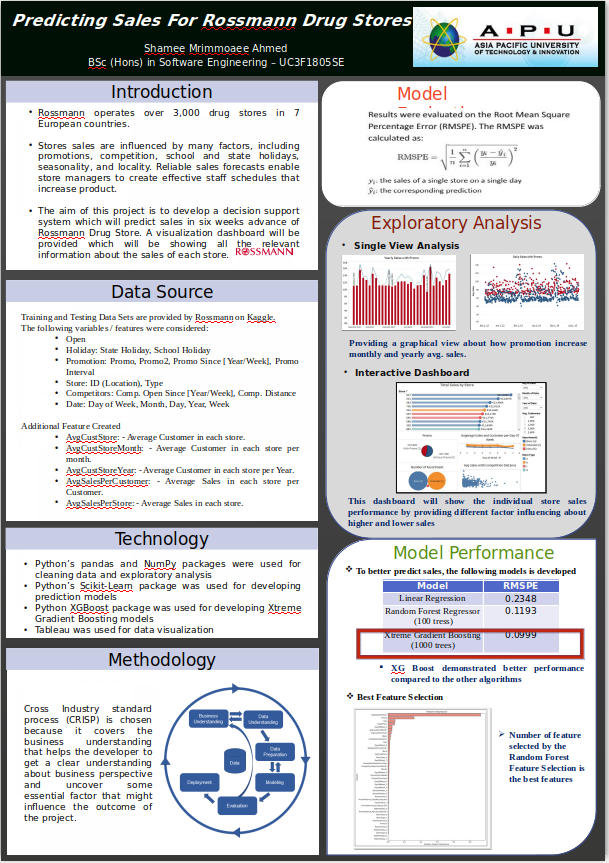 Predicting Sales For Rossmann Drug Stores
Shamee Mrimmoaee Ahmed
BSc (Hons) in Software Engineering – UC3F1805SE
A • P • U
ASIA PACIFIC UNIVERSITY
OF TECHNOLOGY & INNOVATION
Introduction
• Rossmann operates over 3,000 drug stores in 7
European countries.
• Stores sales are influenced by many factors, including
promotions, competition, school and state holidays,
seasonality, and locality. Reliable sales forecasts enable
store managers to create effective staff schedules that
increase product.
• The aim of this project is to develop a decision support
system which will predict sales in six weeks advance of
Rossmann Drug Store. A visualization dashboard will be
provided which will be showing all the relevant
information about the sales of each store.
ROSSMANN
Data Source
Training and Testing Data Sets are provided by Rossmann on Kaggle.
The following variables / features were considered:
• Open
• Holiday: State Holiday, School Holiday
• Promotion: Promo, Promo2, Promo Since [Year/Week], Promo
Interval
• Store: ID (Location), Type
• Competitors: Comp. Open Since [Year/Week], Comp. Distance
• Date: Day of Week, Month, Day, Year, Week
Additional Feature Created
• AvgCustStore: - Average Customer in each store.
• AvgCustStoreMonth: - Average Customer in each store per
month.
• AvgCustStoreYear: - Average Customer in each store per Year.
• AvgSalesPerCustomer: - Average Sales in each store per
Customer.
• AvgSalesPerStore: - Average Sales in each store.
Technology
• Python's pandas and NumPy packages were used for
cleaning data and exploratory analysis
• Python's Scikit-Learn package was used for developing
prediction models
• Python XGBoost package was used for developing Xtreme
Gradient Boosting models
• Tableau was used for data visualization
Methodology
Cross Industry standard
process (CRISP) is chosen
because it covers the
business understanding
that helps the developer to
get a clear understanding
about business perspective
and uncover some
essential factor that might
influence the outcome of
the project.
Business
Understanding
Data
Understanding
Data
Preparation
Data
Modeling
Deployment
Evaluation
Model
Results were evaluated on the Root Mean Square
Percentage Error (RMSPE). The RMSPE was
calculated as:
RMSPE = √(1/n ∑ᵢ₌₁ⁿ ((yᵢ − ŷᵢ)/yᵢ)²)
yᵢ: the sales of a single store on a single day
ŷᵢ: the corresponding prediction
Exploratory Analysis
• Single View Analysis
Yearly Sales with Promo
Daily Sales with Promo
Providing a graphical view about how promotion increase
monthly and yearly avg. sales.
• Interactive Dashboard
Total Sales by Store
This dashboard will show the individual store sales
performance by providing different factor influencing about
higher and lower sales
Model Performance
❖ To better predict sales, the following models is developed
Model RMSPE
Linear Regression 0.2348
Random Forest Regressor 0.1193
(100 tress)
Xtreme Gradient Boosting 0.0999
(1000 trees)
▪ XG Boost demonstrated better performance
compared to the other algorithms
❖ Best Feature Selection
➢ Number of feature
selected by the
Random Forest
Feature Selection is
the best features